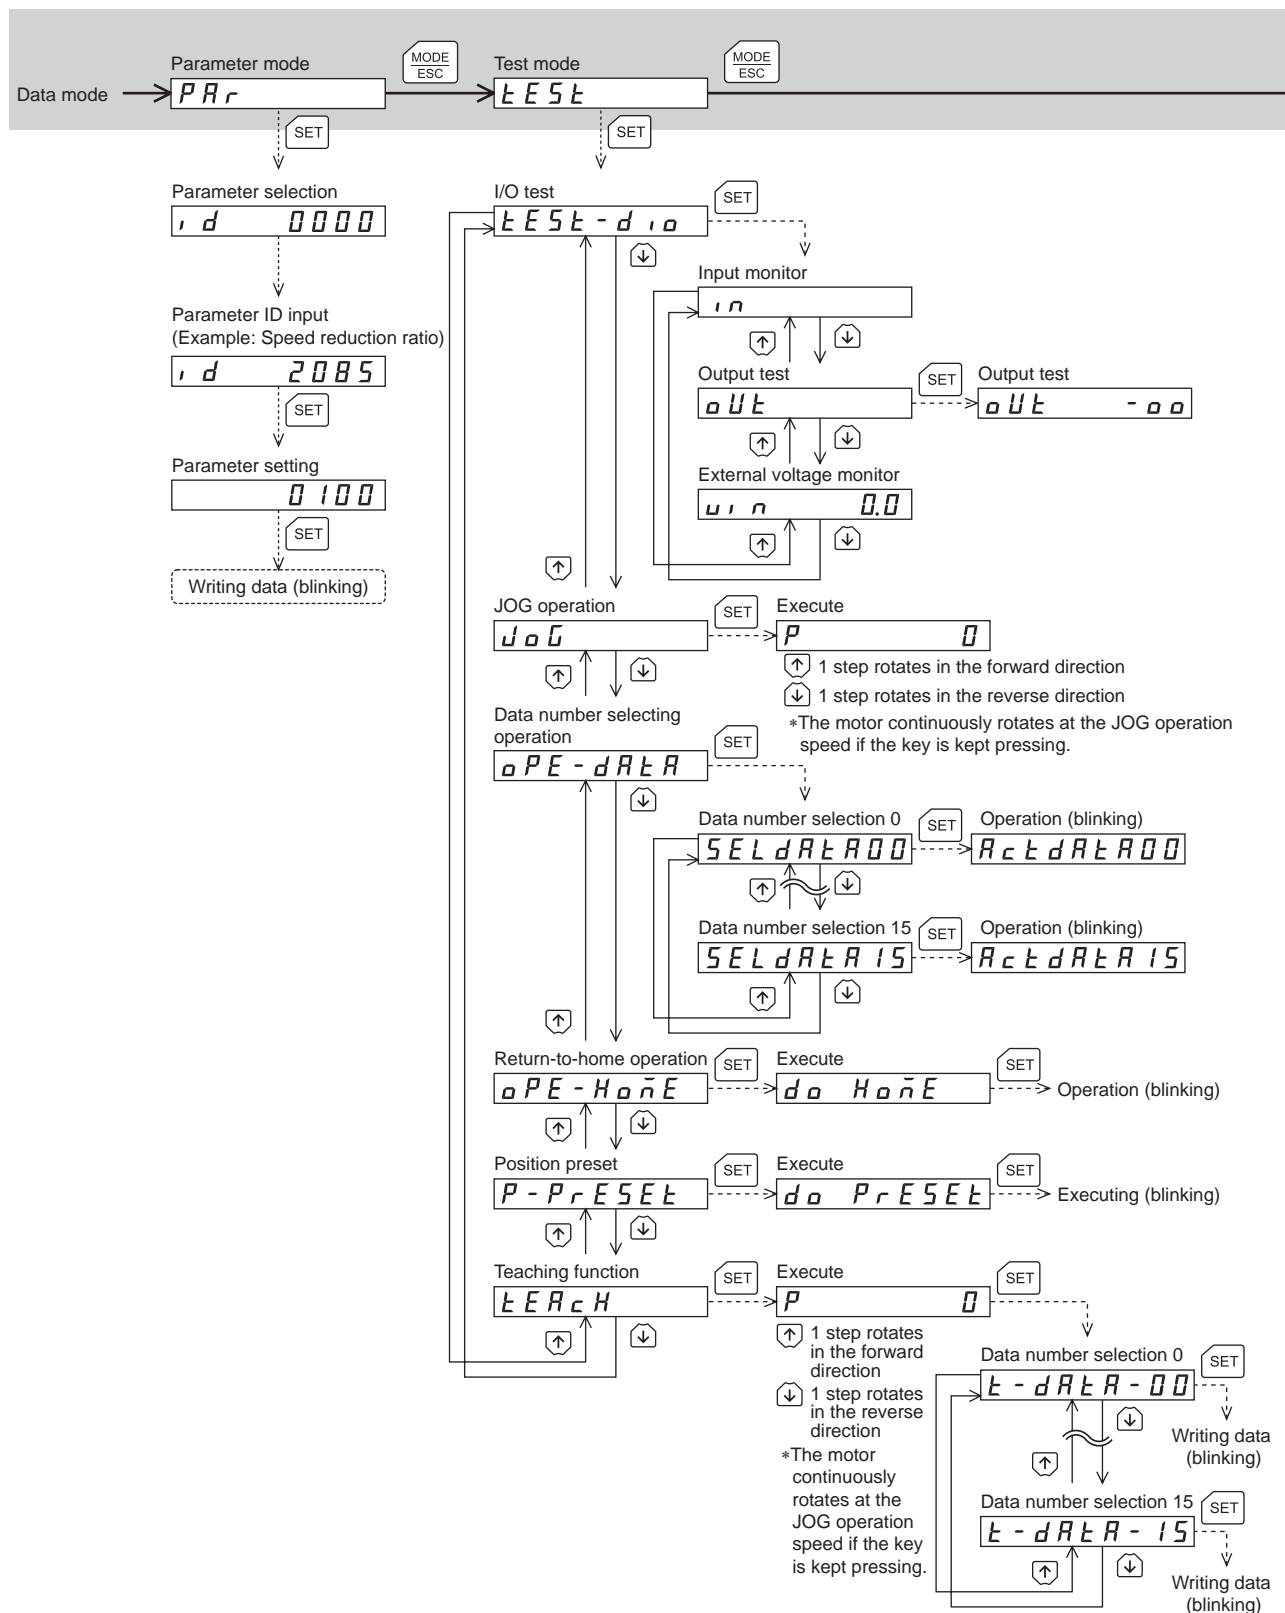 Parameter mode
MODE
ESC
Test mode
MODE
ESC
Data mode
PAr
tESt
SET
SET
Parameter selection
id 0000
Parameter ID input
(Example: Speed reduction ratio)
id 2085
SET
Parameter setting
0100
SET
Writing data (blinking)
I/O test
SET
tESt-dio
Input monitor
in
Output test
SET
Output test
oUt
oUt -oo
External voltage monitor
vin 0.0
JOG operation
SET
Execute
JoG
P 0
1 step rotates in the forward direction
1 step rotates in the reverse direction
*The motor continuously rotates at the JOG operation
speed if the key is kept pressing.
Data number selecting
operation
SET
oPE-dAtA
Data number selection 0
SET
Operation (blinking)
SELdAtA00
ActdAtA00
Data number selection 15
SET
Operation (blinking)
SELdAtA15
ActdAtA15
Return-to-home operation
SET
Execute
SET
oPE-HoñE
do HoñE
Operation (blinking)
Position preset
SET
Execute
SET
P-PrESEt
do PrESEt
Executing (blinking)
Teaching function
SET
Execute
SET
tEAcH
P 0
1 step rotates
in the forward
direction
1 step rotates
in the reverse
direction
*The motor
continuously
rotates at the
JOG operation
speed if the key
is kept pressing.
Data number selection 0
SET
t-dAtA-00
Writing data
(blinking)
Data number selection 15
SET
t-dAtA-15
Writing data
(blinking)